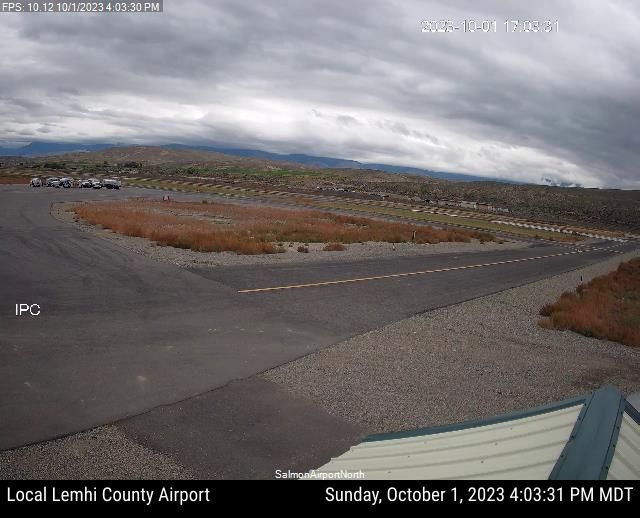 FPS: 10.12 10/1/2023 4:03:30 PM
2023-10-01 17:03:31
IPC
SalmonAirportNorth
Local Lemhi County Airport Sunday, October 1, 2023 4:03:31 PM MDT